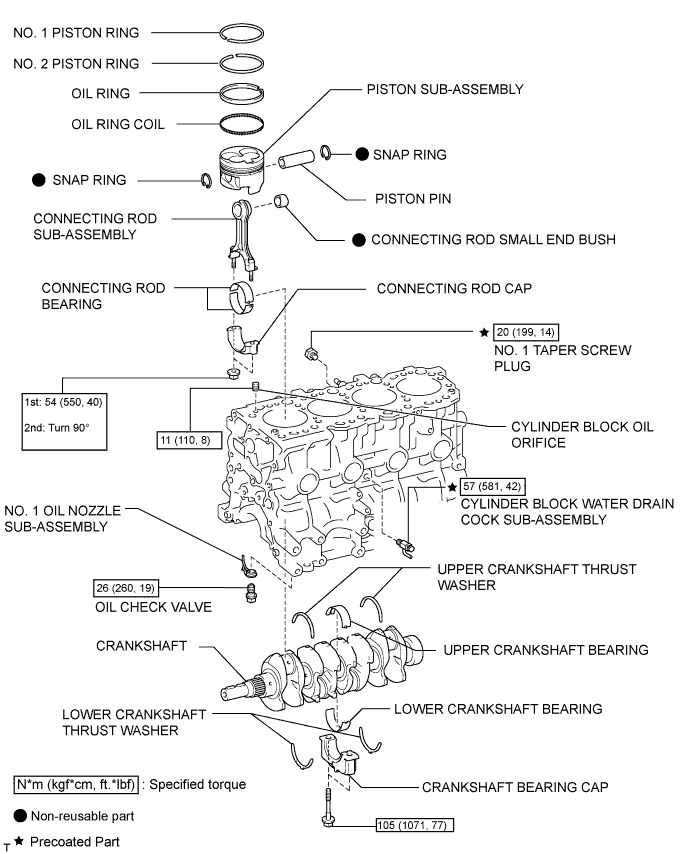 NO. 1 PISTON RING
NO. 2 PISTON RING
OIL RING
PISTON SUB-ASSEMBLY
OIL RING COIL
SNAP RING
SNAP RING
PISTON PIN
CONNECTING ROD
SUB-ASSEMBLY
CONNECTING ROD SMALL END BUSH
CONNECTING ROD
BEARING
CONNECTING ROD CAP
20 (199, 14)
NO. 1 TAPER SCREW
PLUG
1st: 54 (550, 40)
2nd: Turn 90°
11 (110, 8)
CYLINDER BLOCK OIL
ORIFICE
57 (581, 42)
CYLINDER BLOCK WATER DRAIN
COCK SUB-ASSEMBLY
NO. 1 OIL NOZZLE
SUB-ASSEMBLY
26 (260, 19)
OIL CHECK VALVE
UPPER CRANKSHAFT THRUST
WASHER
CRANKSHAFT
UPPER CRANKSHAFT BEARING
LOWER CRANKSHAFT
THRUST WASHER
LOWER CRANKSHAFT BEARING
CRANKSHAFT BEARING CAP
N*m (kgf*cm, ft.*lbf) : Specified torque
Non-reusable part
105 (1071, 77)
T ★ Precoated Part